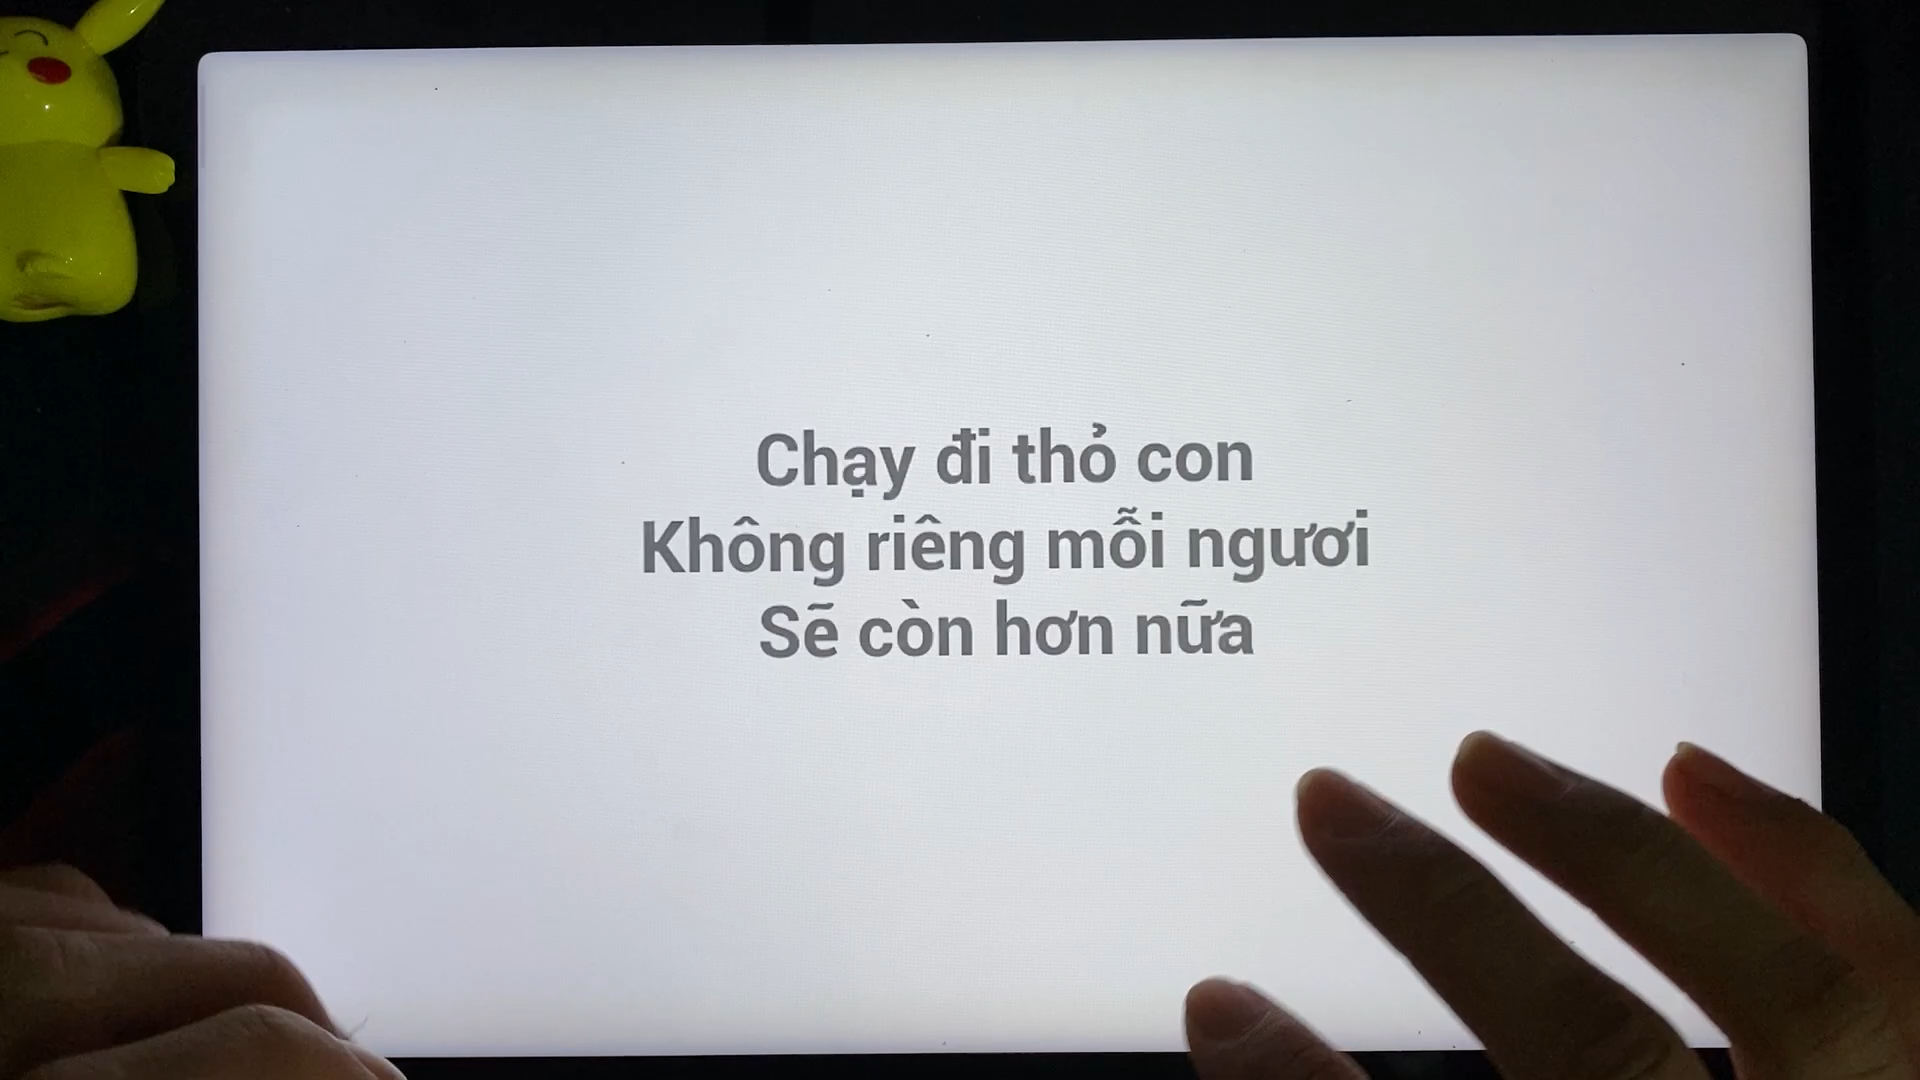 Chạy đi thỏ con
Không riêng mỗi ngươi
Sẽ còn hơn nữa